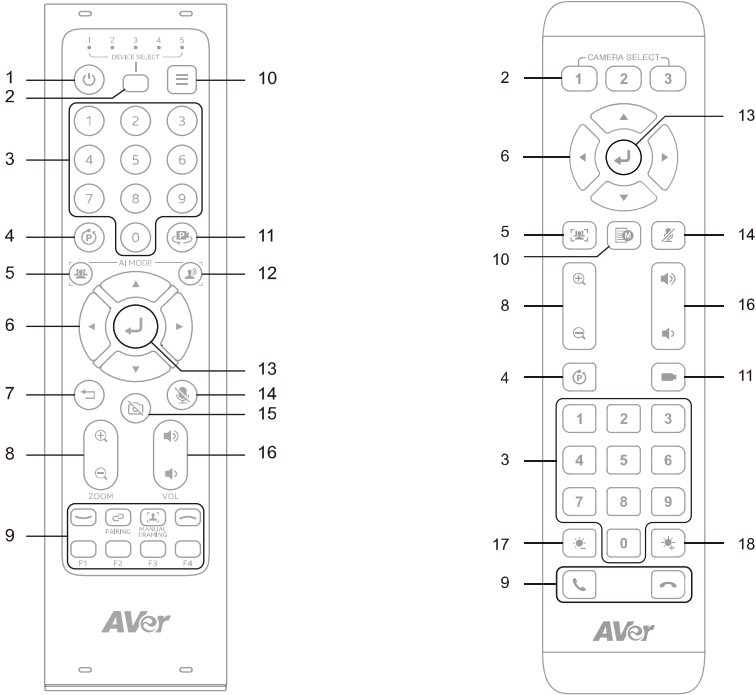 1 2 3 4 5
DEVICE SELECT
1
2
10
1 2 3
3
4 5 6
7 8 9
4
P
0
P
11
AI MODE
5
12
6
13
7
14
15
8
16
ZOOM
VOL
9
PAIRING
MANUAL
FRAMING
F1 F2 F3 F4
AVer
CAMERA SELECT
2
1 2 3
13
6
5
M
14
10
8
16
4
P
11
1 2 3
3
4 5 6
7 8 9
17
0
18
9
AVer